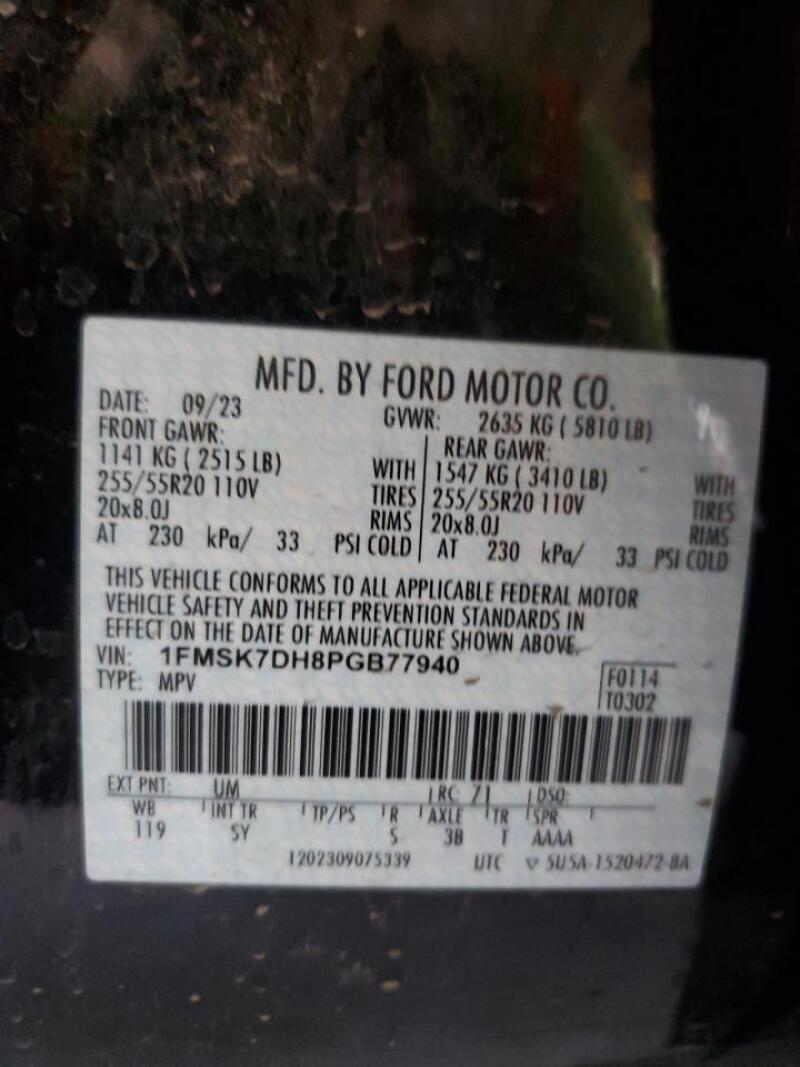 MFD. BY FORD MOTOR CO.
DATE: 09/23 GVWR: 2635 KG ( 5810 LB)
FRONT GAWR: REAR GAWR:
1141 KG ( 2515 LB) WITH 1547 KG ( 3410 LB) WITH
255/55R20 110V TIRES 255/55R20 110V TIRES
20x8.0J RIMS 20x8.0J RIMS
AT 230 kPa/ 33 PSI COLD AT 230 kPa/ 33 PSI COLD
THIS VEHICLE CONFORMS TO ALL APPLICABLE FEDERAL MOTOR
VEHICLE SAFETY AND THEFT PREVENTION STANDARDS IN
EFFECT ON THE DATE OF MANUFACTURE SHOWN ABOVE.
VIN: 1FMSK7DH8PGB77940
TYPE: MPV
F0114
T0302
EXT PNT: UM RC: 71 DSO:
WB INT TR TP/PS R AXLE TR SPR
119 SY S 3B T AAAA
1202309075339 UTC ▽ 5U5A-1520472-BA